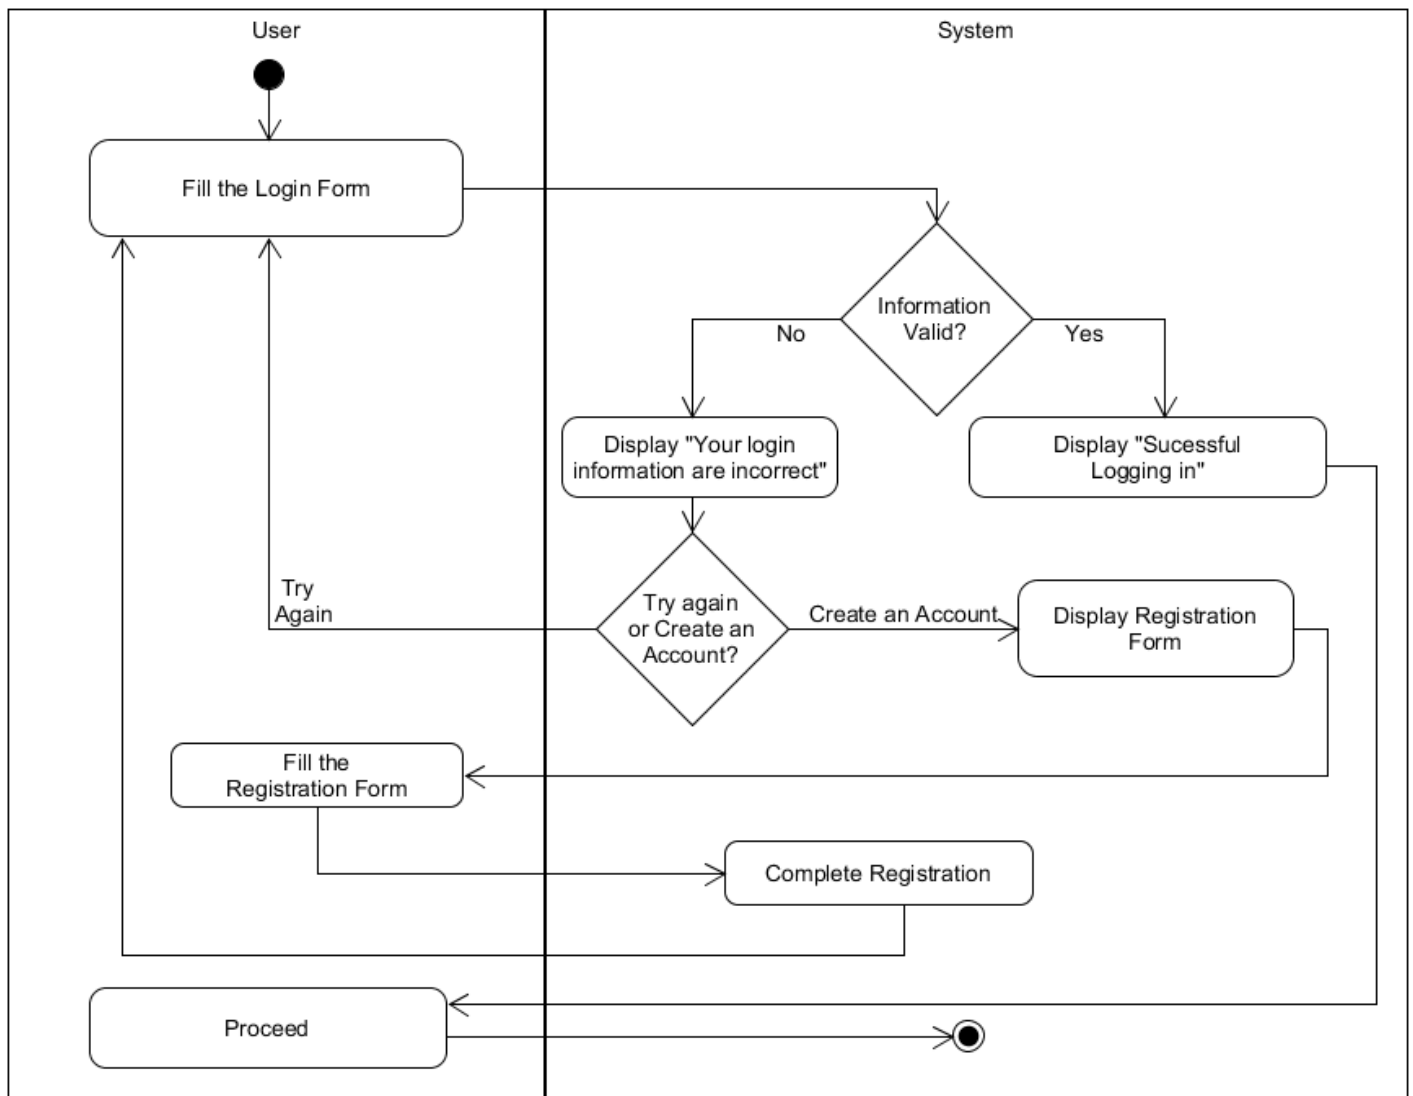 User
System
Fill the Login Form
Information
Valid?
No
Yes
Display "Your login
information are incorrect"
Display "Sucessful
Logging in"
Try
Again
Try again
or Create an
Account?
Create an Account
Display Registration
Form
Fill the
Registration Form
Complete Registration
Proceed